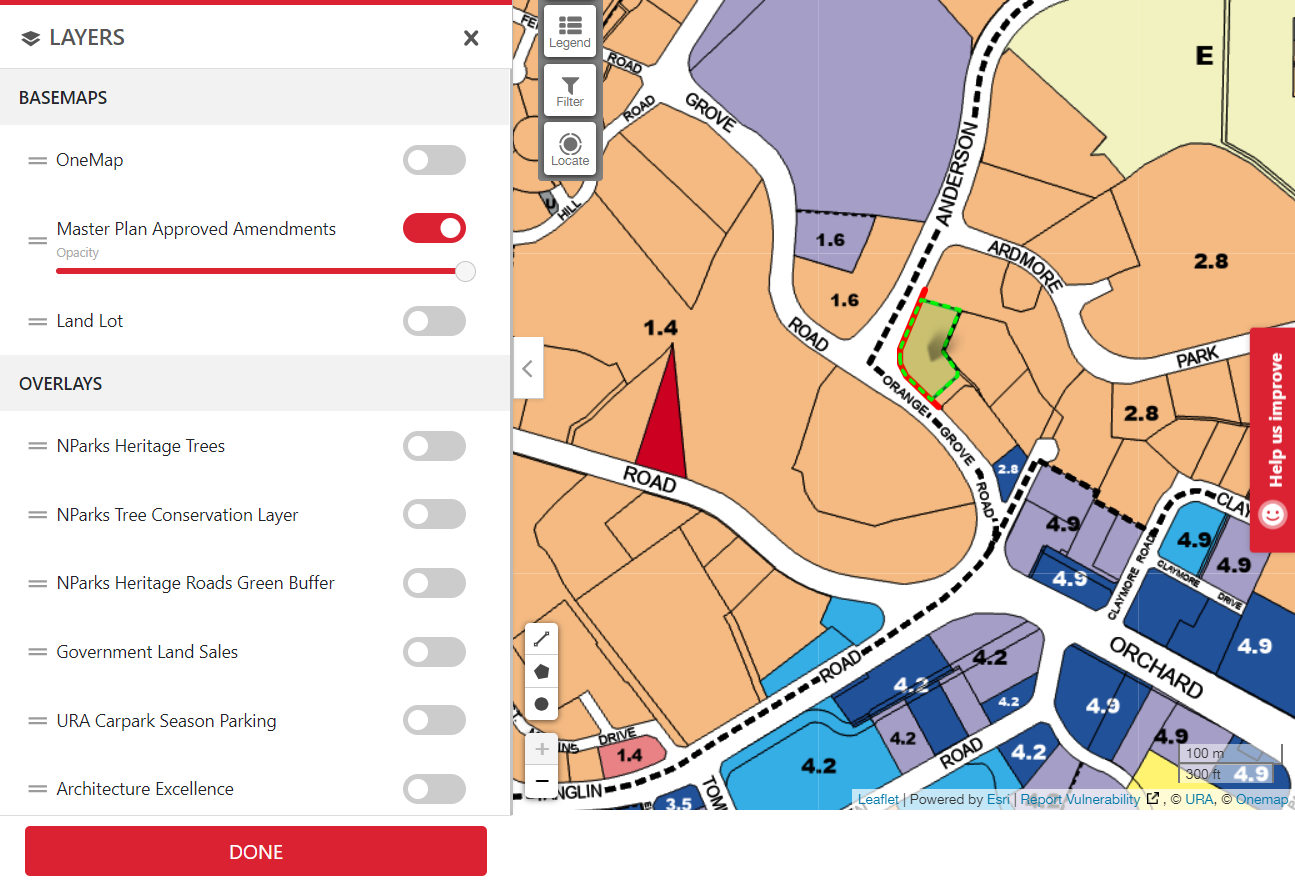 LAYERS
BASEMAPS
OneMap
Master Plan Approved Amendments
Opacity
Land Lot
OVERLAYS
NParks Heritage Trees
NParks Tree Conservation Layer
NParks Heritage Roads Green Buffer
Government Land Sales
URA Carpark Season Parking
Architecture Excellence
DONE
Legend
Filter
Locate
ROAD
ROAD
GROVE
U
HILL
ANDERSON
E
1.6
1.6
ARDMORE
2.8
1.4
ROAD
PARK
ORANGE
GROVE
ROAD
2.8
2.8
Help us improve
ROAD
4.9
4.9
4.9
4.9
CLAYMORE ROAD
CLAYMORE
DRIVE
ORCHARD
4.9
4.2
4.2
4.2
4.2
4.9
4.9
4.9
ROAD
ROAD
4.2
4.2
DRIVE
1.4
3.5
100 m
300 ft
Leaflet | Powered by Esri | Report Vulnerability , © URA, © Onemap